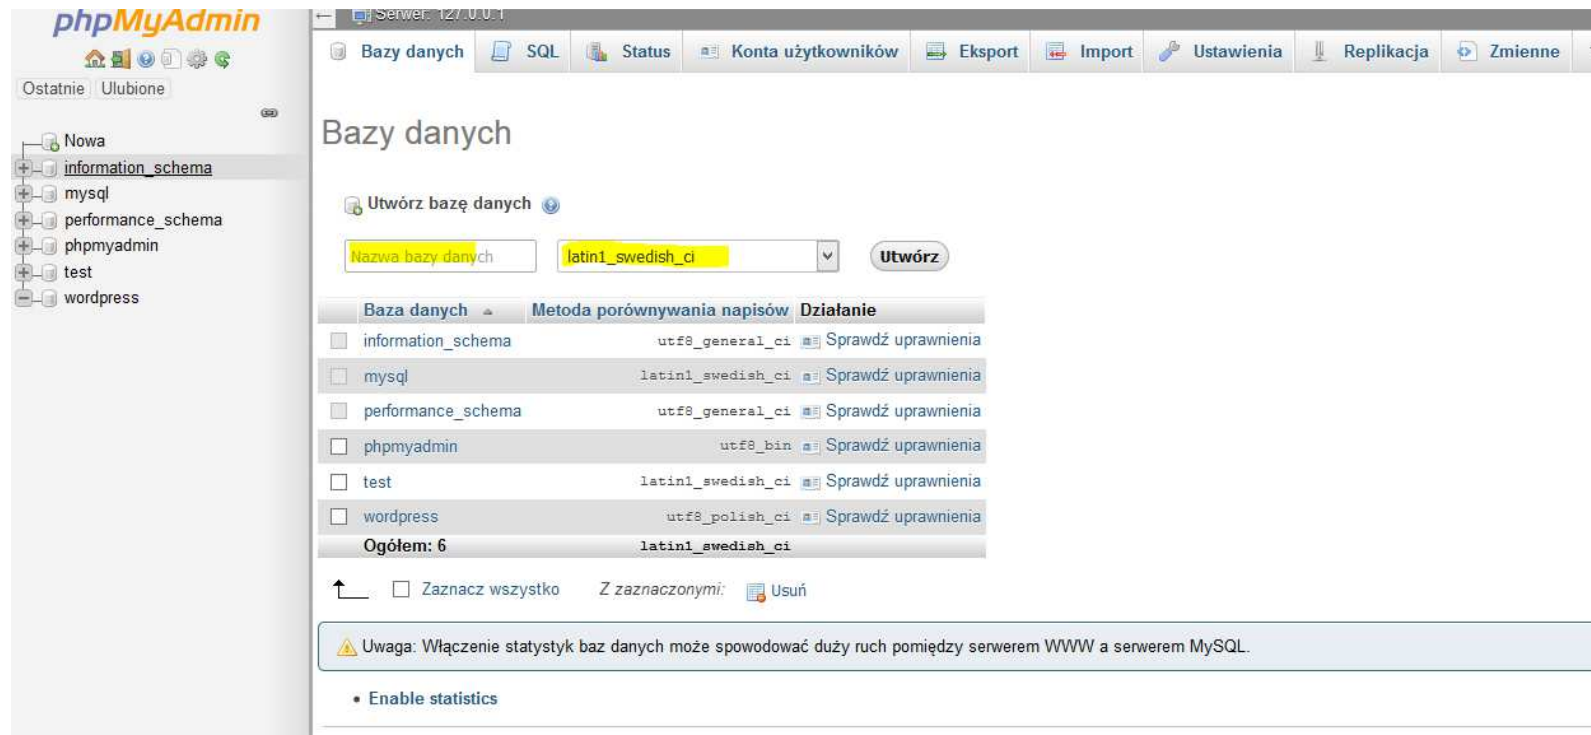 phpMyAdmin
Ostatnie Ulubione
Nowa
information_schema
mysql
performance_schema
phpmyadmin
test
wordpress
Serwer: 127.0.0.1
Bazy danych SQL Status Konta użytkowników Eksport Import Ustawienia Replikacja Zmienne
Bazy danych
Utwórz bazę danych
Nazwa bazy danych latin1_swedish_ci Utwórz
Baza danych Metoda porównywania napisów Działanie
information_schema utf8_general_ci Sprawdź uprawnienia
mysql latin1_swedish_ci Sprawdź uprawnienia
performance_schema utf8_general_ci Sprawdź uprawnienia
phpmyadmin utf8_bin Sprawdź uprawnienia
test latin1_swedish_ci Sprawdź uprawnienia
wordpress utf8_polish_ci Sprawdź uprawnienia
Ogółem: 6 latin1_swedish_ci
Zaznacz wszystko Z zaznaczonymi: Usuń
Uwaga: Włączenie statystyk baz danych może spowodować duży ruch pomiędzy serwerem WWW a serwerem MySQL.
• Enable statistics